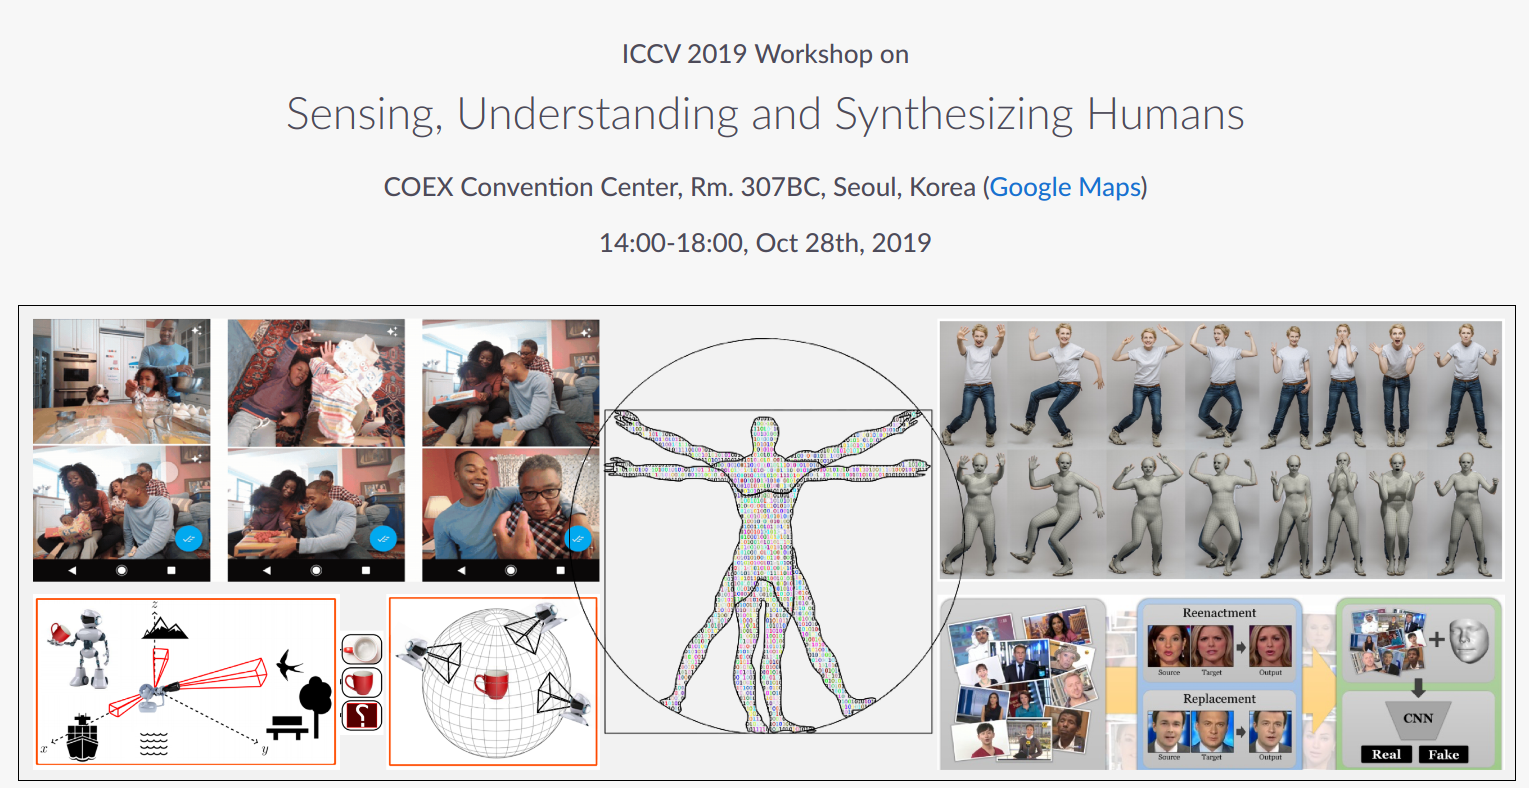 ICCV 2019 Workshop on
Sensing, Understanding and Synthesizing Humans
COEX Convention Center, Rm. 307BC, Seoul, Korea (Google Maps)
14:00-18:00, Oct 28th, 2019
z
x
y
?
Reenactment
Source Target Output
Replacement
Source Target Output
+
CNN
Real Fake